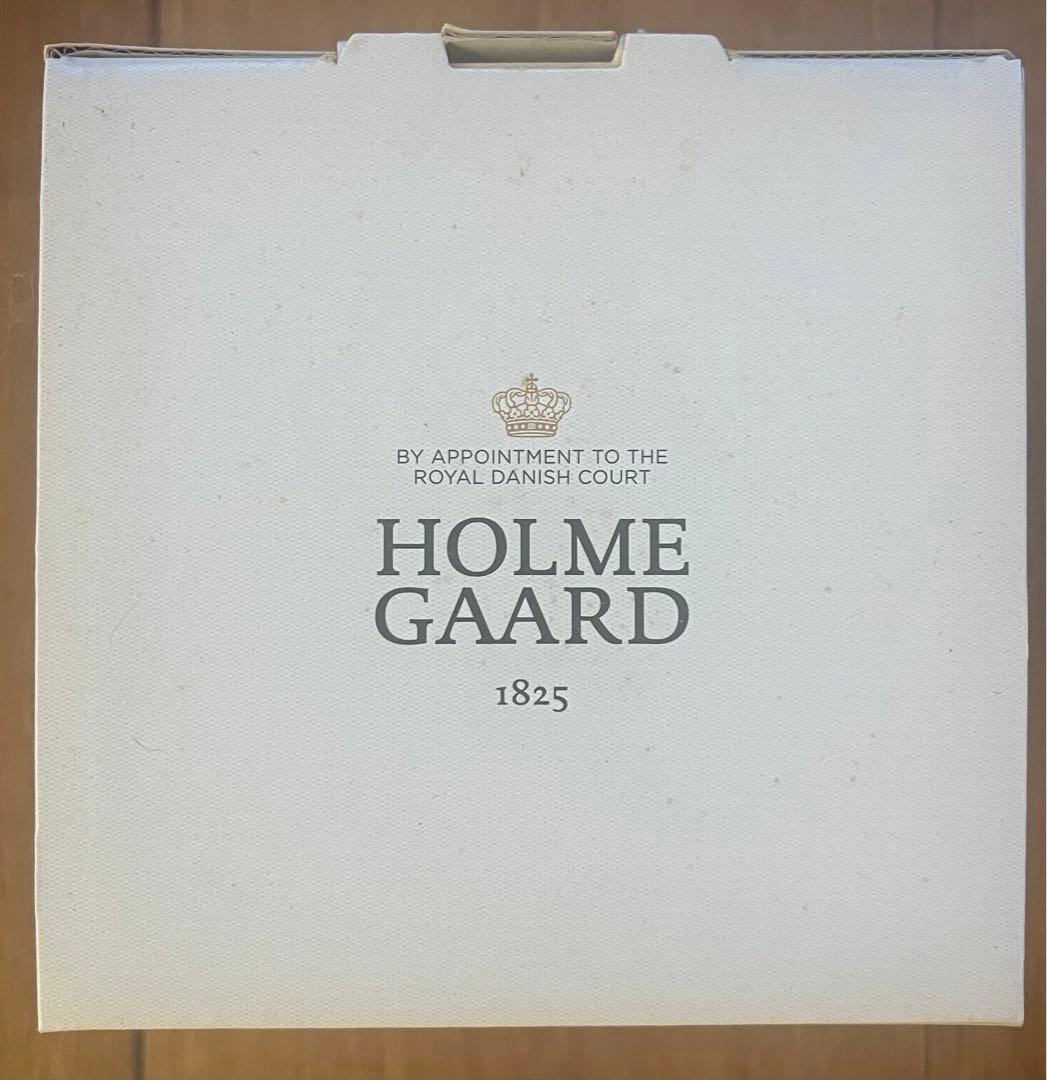 BY APPOINTMENT TO THE
ROYAL DANISH COURT
HOLME
GAARD
1825